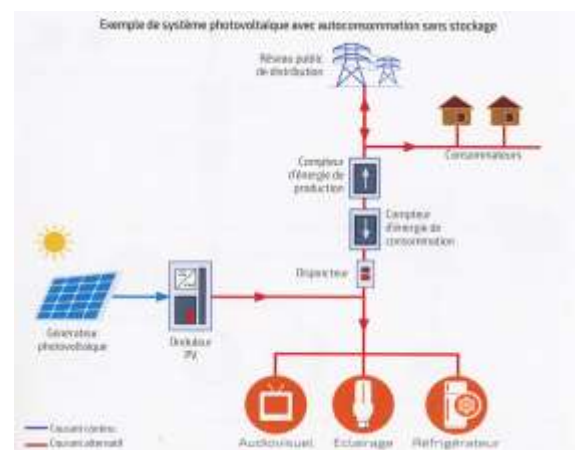 Exemple de système photovoltaïque avec autoconsommation sans stockage
Réseau public
de distribution
Consommateurs
Compteur
d'énergie de
production
Compteur
d'énergie de
consommation
Disjoncteur
Générateur
photovoltaïque
Onduleur
PV
Audiovisuel
Eclairage
Réfrigérateur
Courant continu
Courant alternatif